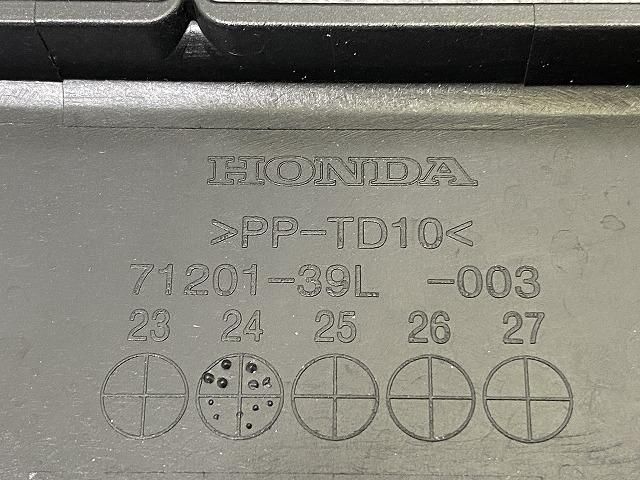 HONDA
>PP-TD10<
71201-39L -003
23 24 25 26 27